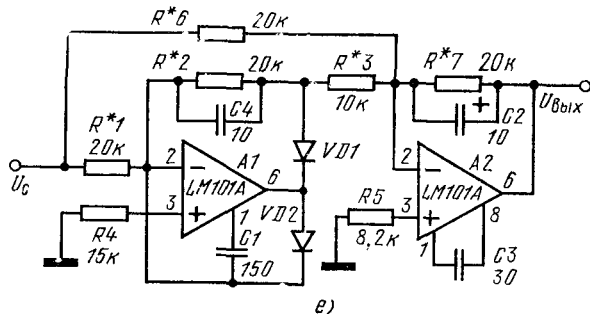 R*6 20к
R*2 20к R*3 R*7 20к
C4 10 10к + C2 10 Uвых
R*1 20к VD1
Uс
2 A1 6 LM101A 3 1
VD2
2 A2 6 LM101A 3 1 8
R4 15к
C1 150
R5 8,2к
C3 30
е)